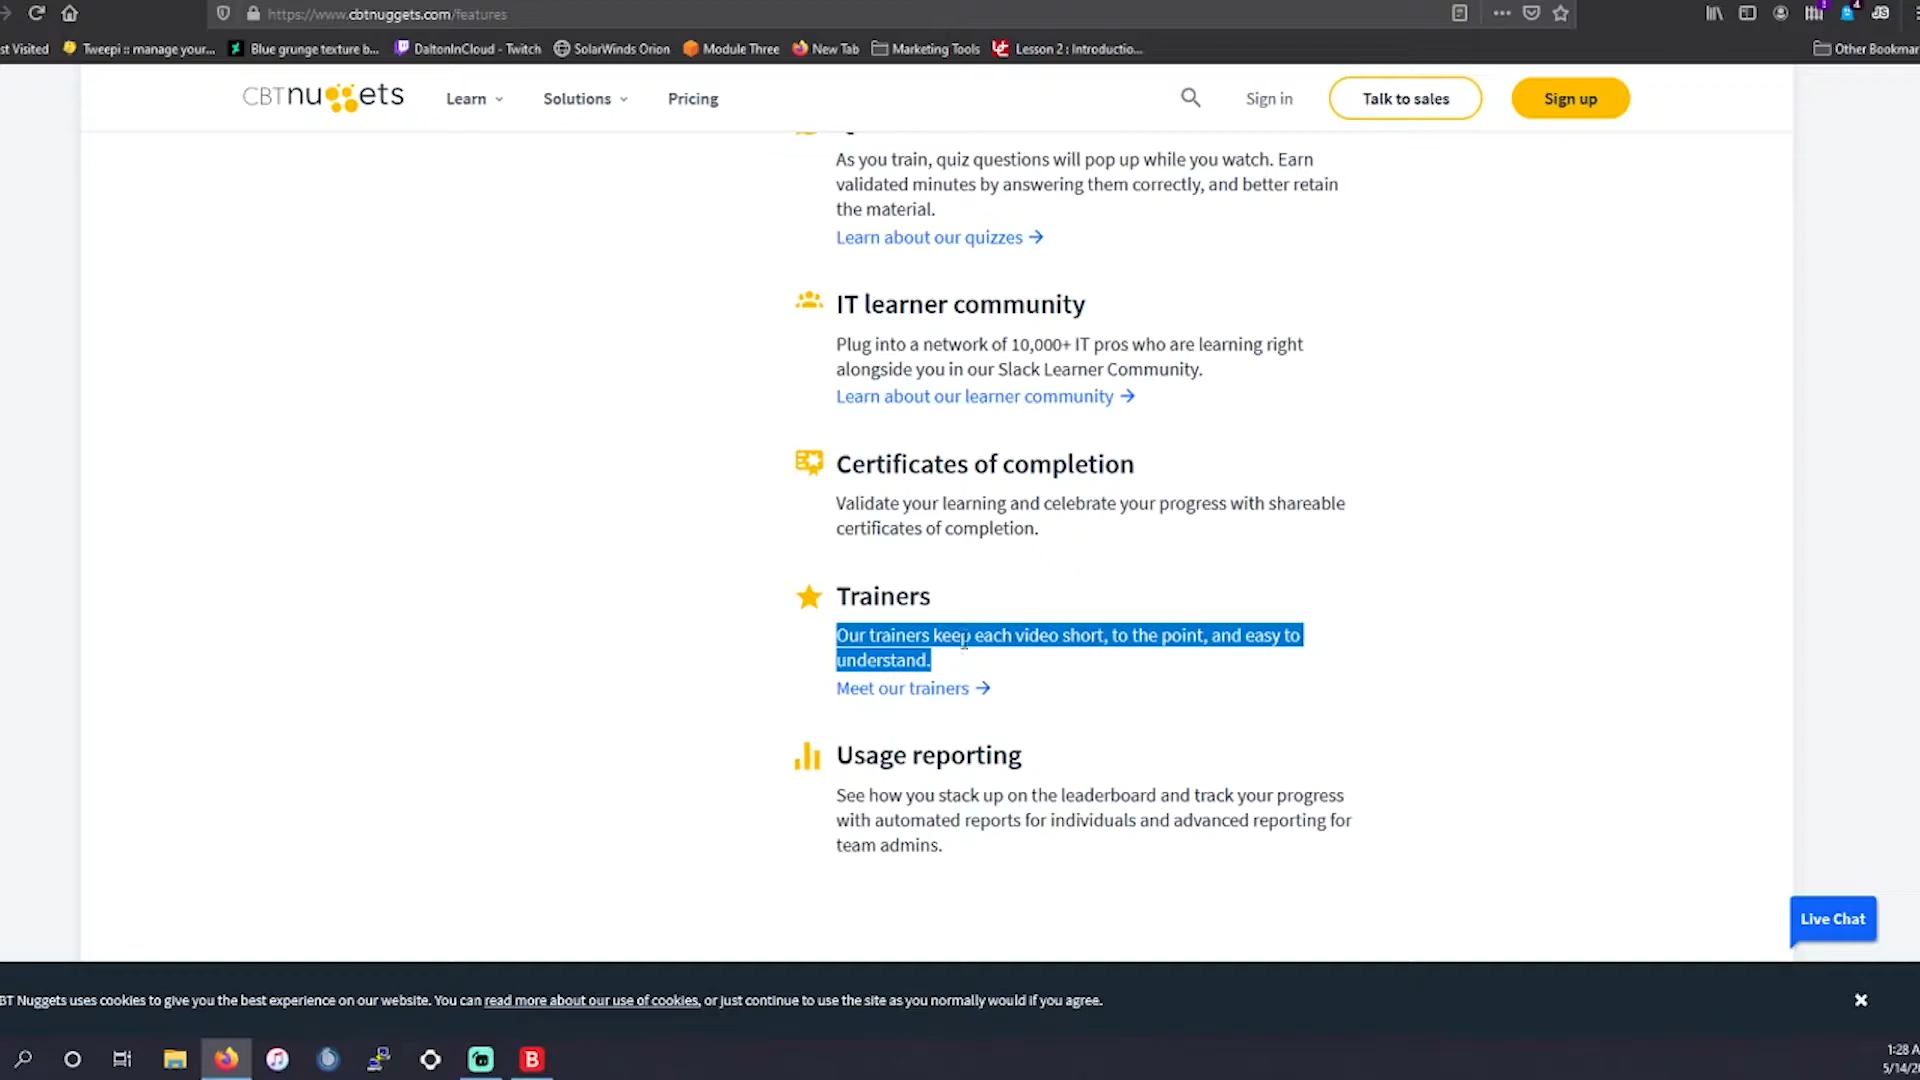 https://www.cbtnuggets.com/features
st Visited
Tweepi :: manage your...
Blue grunge texture b...
DaltonInCloud - Twitch
SolarWinds Orion
Module Three
New Tab
Marketing Tools
Lesson 2 : Introductio...
Other Bookmar
CBTnuggets
Learn
Solutions
Pricing
Sign in
Talk to sales
Sign up
As you train, quiz questions will pop up while you watch. Earn
validated minutes by answering them correctly, and better retain
the material.
Learn about our quizzes →
IT learner community
Plug into a network of 10,000+ IT pros who are learning right
alongside you in our Slack Learner Community.
Learn about our learner community →
Certificates of completion
Validate your learning and celebrate your progress with shareable
certificates of completion.
Trainers
Our trainers keep each video short, to the point, and easy to
understand.
Meet our trainers →
Usage reporting
See how you stack up on the leaderboard and track your progress
with automated reports for individuals and advanced reporting for
team admins.
Live Chat
BT Nuggets uses cookies to give you the best experience on our website. You can read more about our use of cookies, or just continue to use the site as you normally would if you agree.
1:28 A
5/14/2